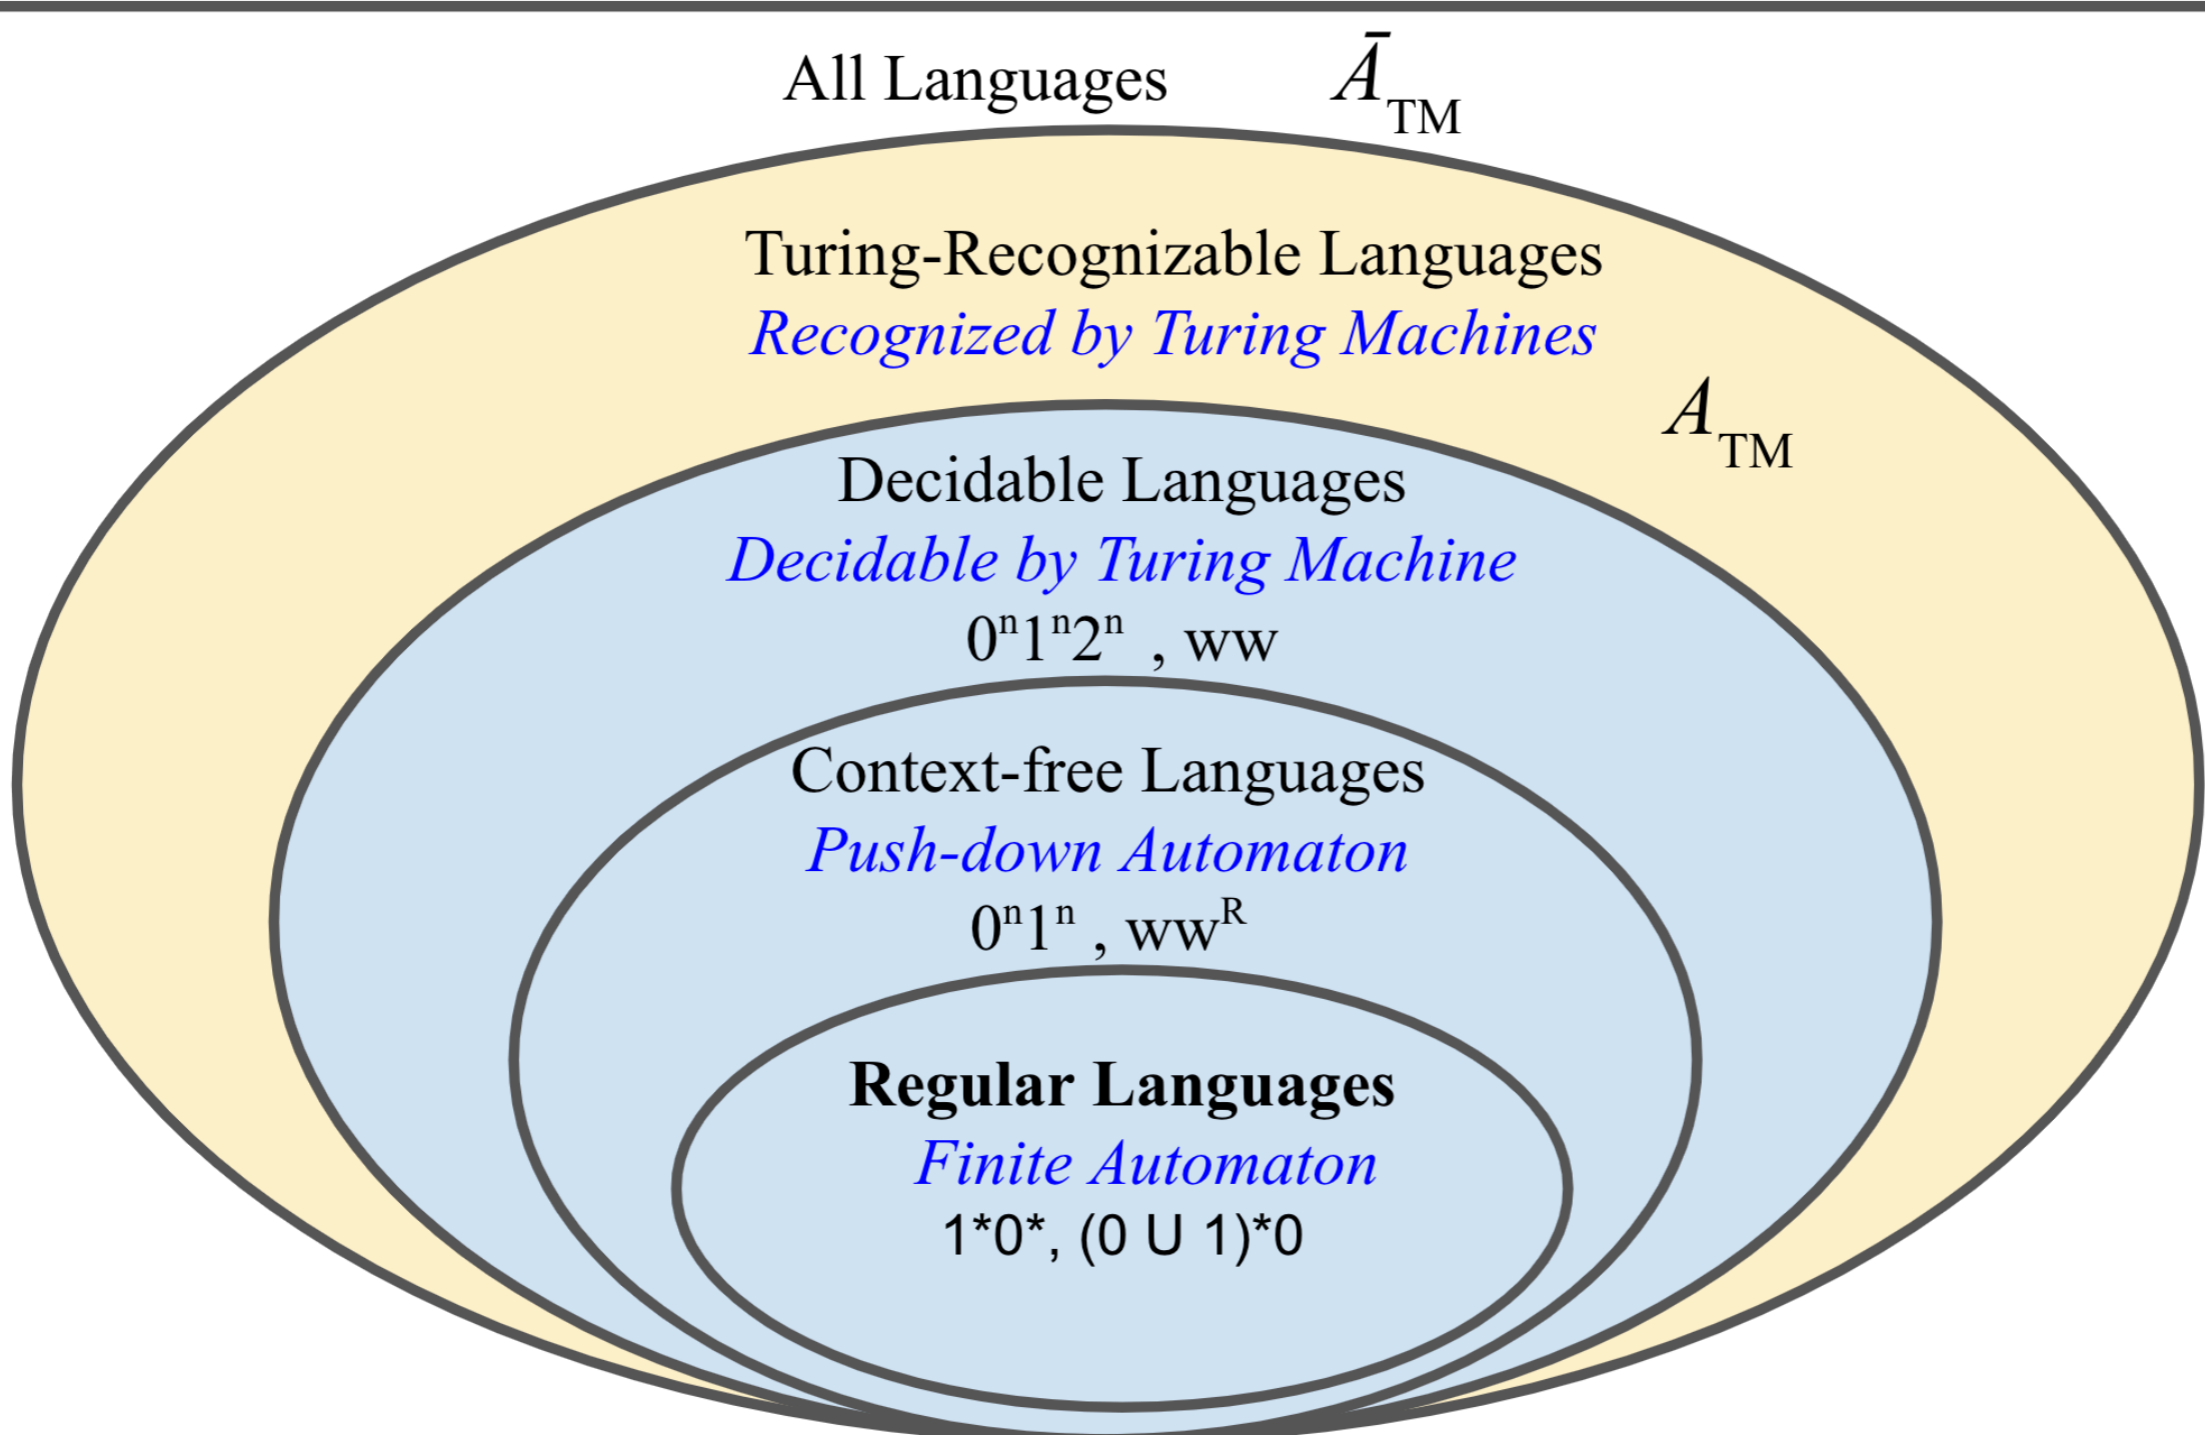 All Languages Ā_TM
Turing-Recognizable Languages
Recognized by Turing Machines
A_TM
Decidable Languages
Decidable by Turing Machine
0ⁿ1ⁿ2ⁿ , ww
Context-free Languages
Push-down Automaton
0ⁿ1ⁿ , wwᴿ
Regular Languages
Finite Automaton
1*0*, (0 U 1)*0